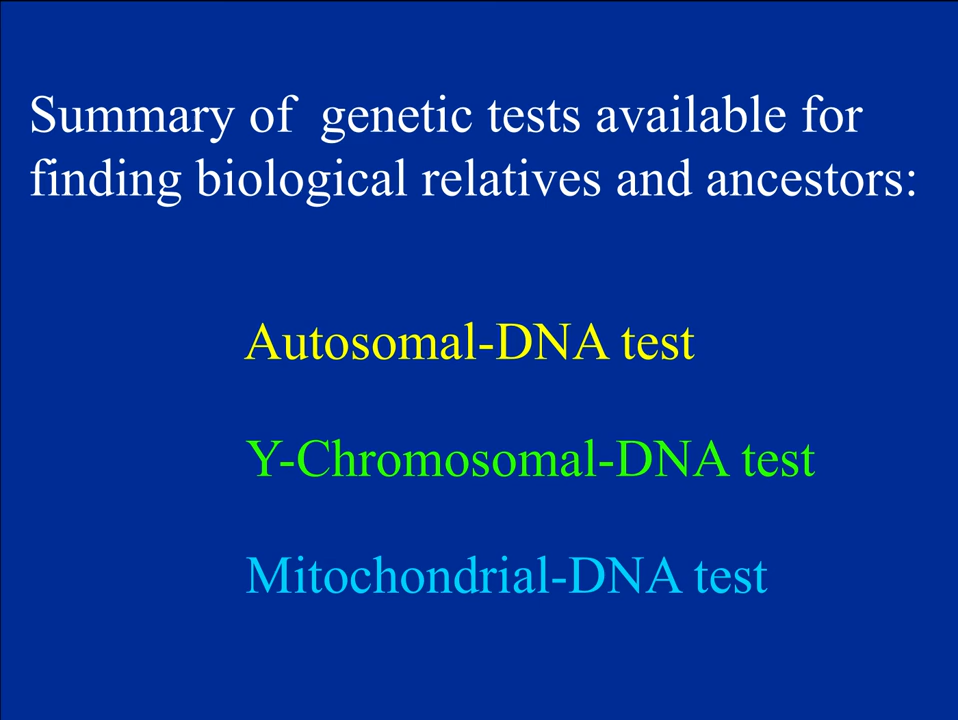 Summary of  genetic tests available for
finding biological relatives and ancestors:
Autosomal-DNA test
Y-Chromosomal-DNA test
Mitochondrial-DNA test